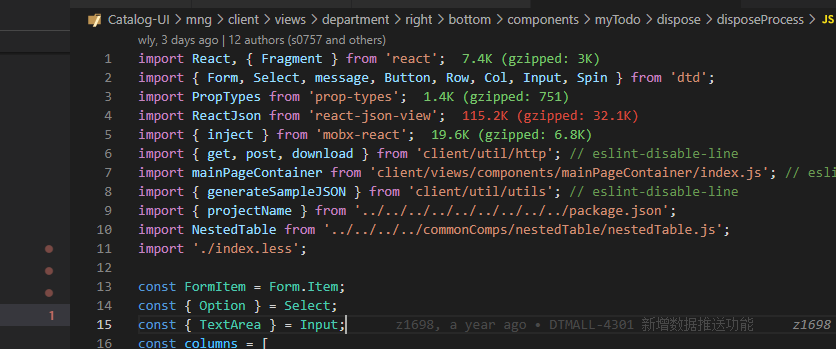 Catalog-UI > mng > client > views > department > right > bottom > components > myTodo > dispose > disposeProcess > JS
wly, 3 days ago | 12 authors (s0757 and others)
1 import React, { Fragment } from 'react'; 7.4K (gzipped: 3K)
2 import { Form, Select, message, Button, Row, Col, Input, Spin } from 'dtd';
3 import PropTypes from 'prop-types'; 1.4K (gzipped: 751)
4 import ReactJson from 'react-json-view'; 115.2K (gzipped: 32.1K)
5 import { inject } from 'mobx-react'; 19.6K (gzipped: 6.8K)
6 import { get, post, download } from 'client/util/http'; // eslint-disable-line
7 import mainPageContainer from 'client/views/components/mainPageContainer/index.js'; // esli
8 import { generateSampleJSON } from 'client/util/utils'; // eslint-disable-line
9 import { projectName } from '../../../../../../../../../package.json';
10 import NestedTable from '../../../../commonComps/nestedTable/nestedTable.js';
11 import './index.less';
12
13 const FormItem = Form.Item;
14 const { Option } = Select;
15 const { TextArea } = Input; z1698, a year ago • DTMALL-4301 新增数据推送功能 z1698
16 const columns = [
1